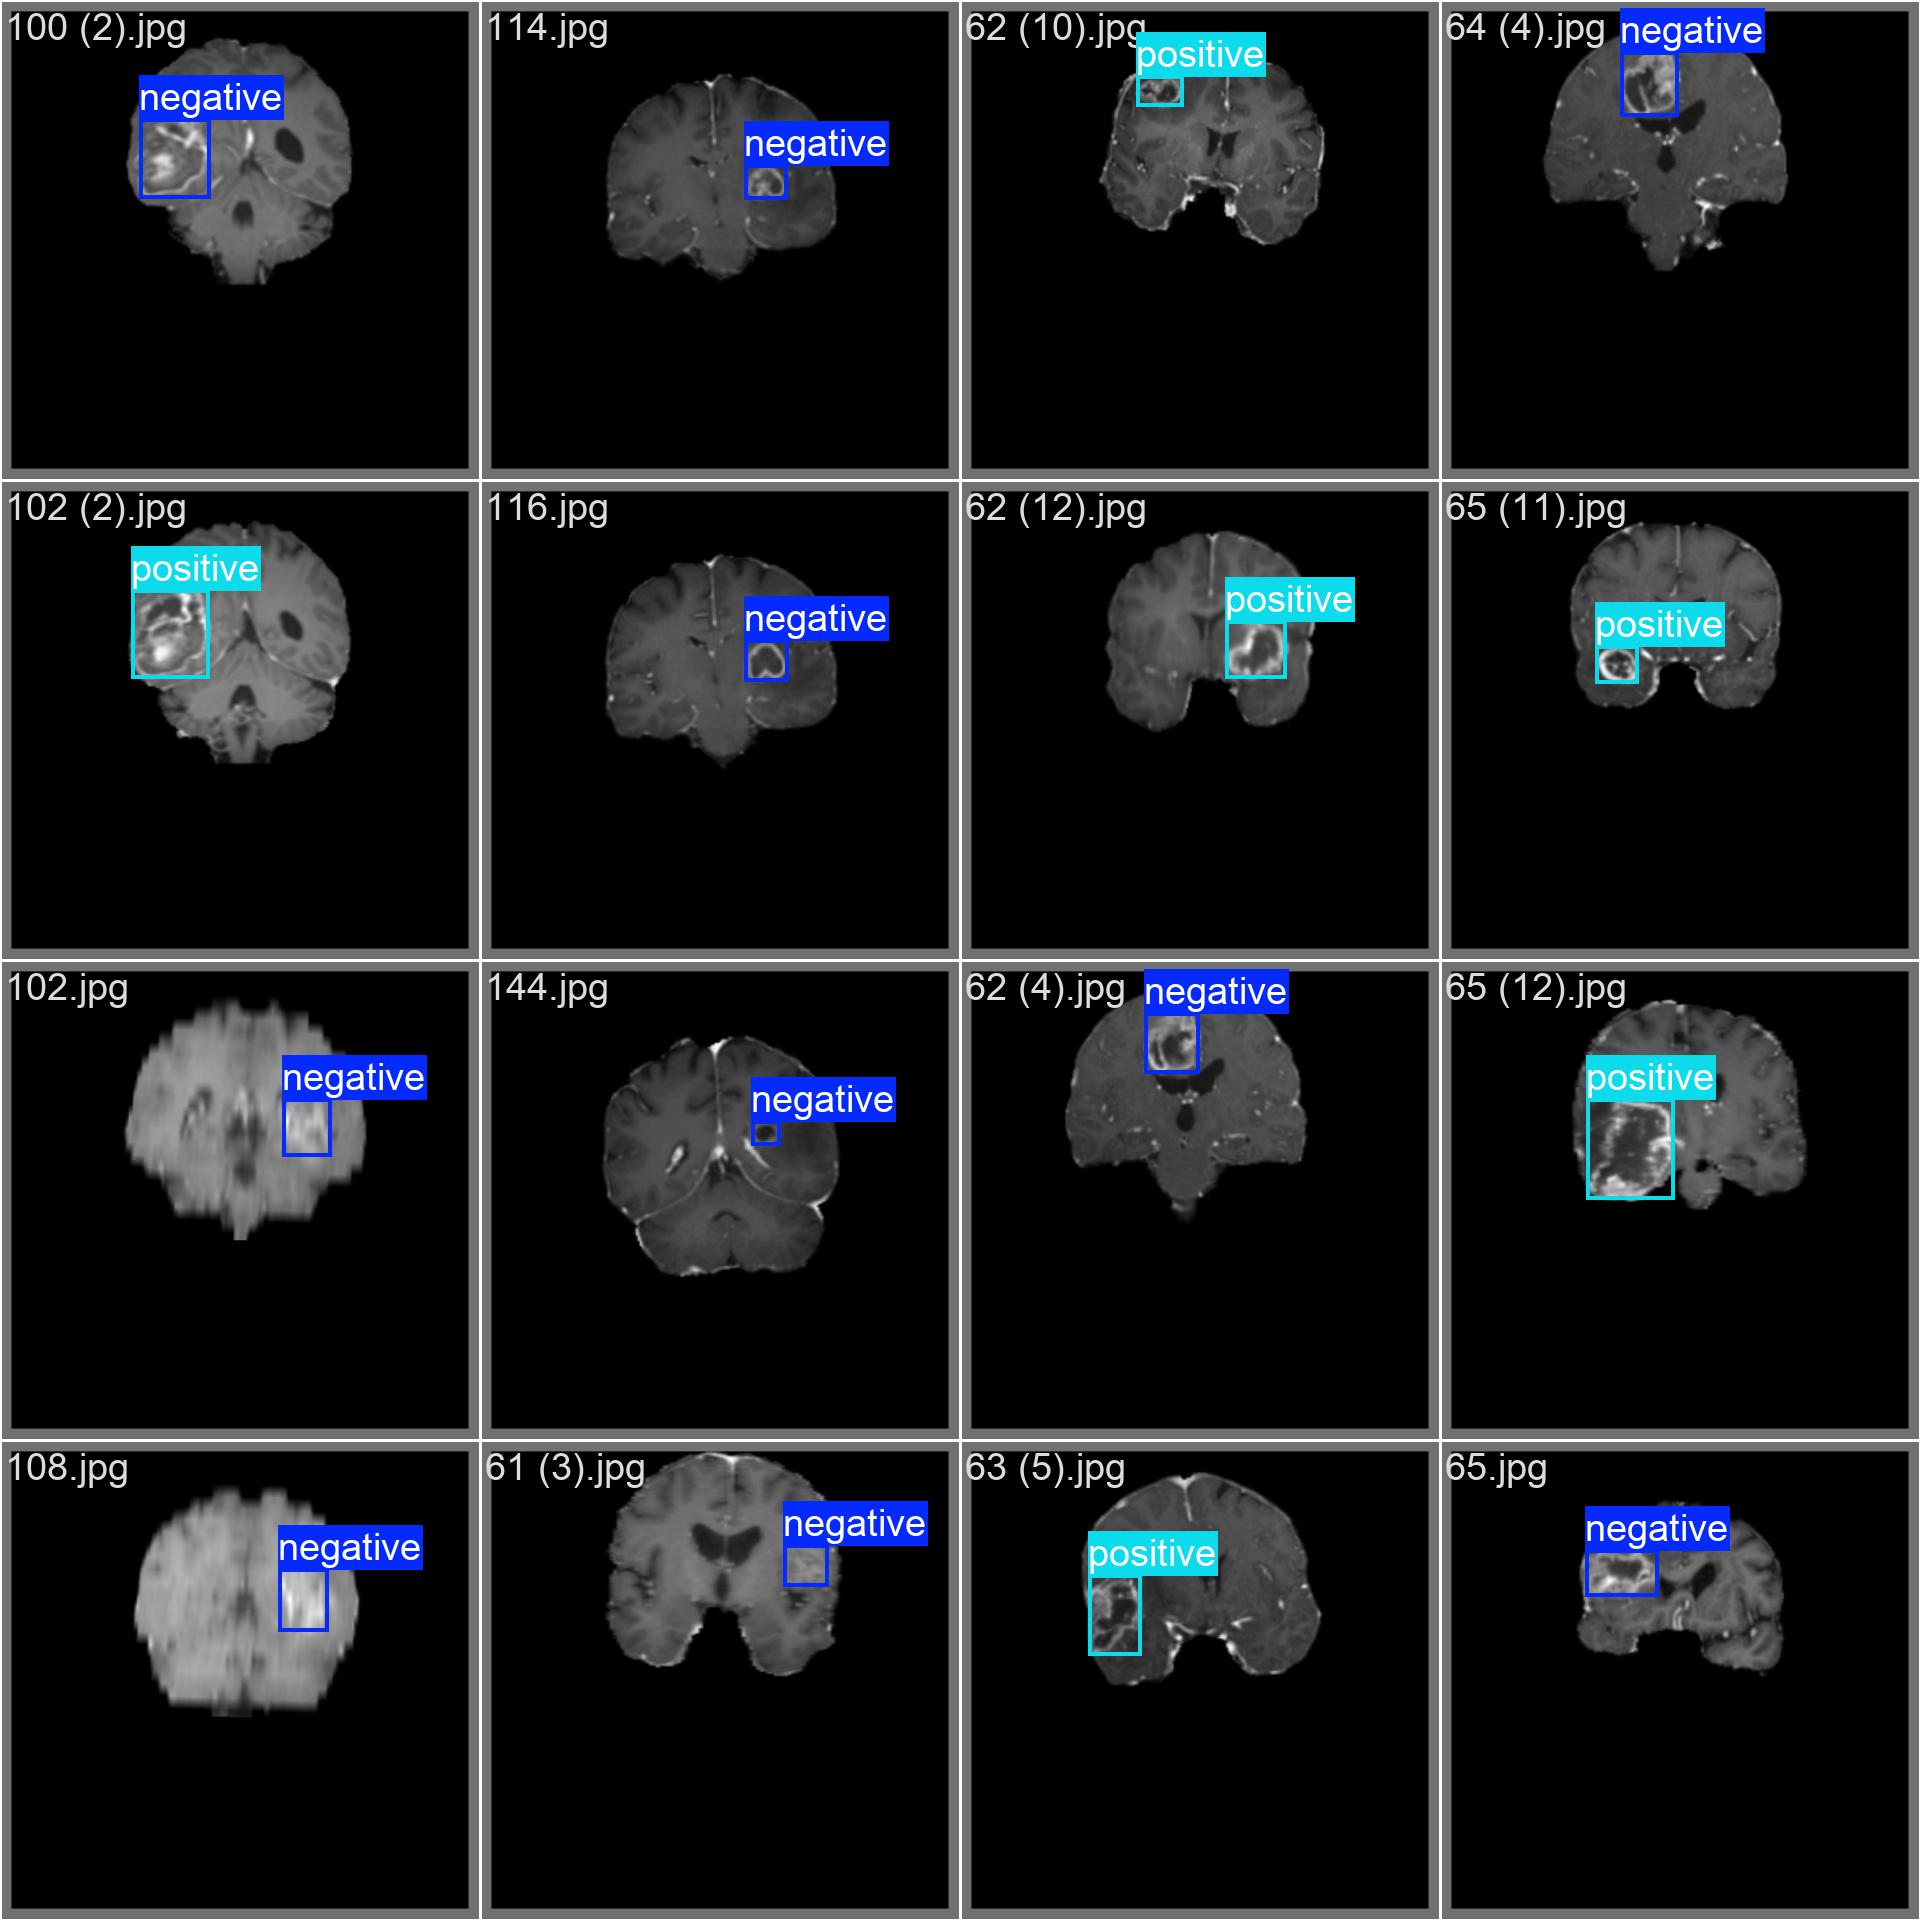 100 (2).jpg
negative
114.jpg
negative
62 (10).jpg
positive
64 (4).jpg
negative
102 (2).jpg
positive
116.jpg
negative
62 (12).jpg
positive
65 (11).jpg
positive
102.jpg
negative
144.jpg
negative
62 (4).jpg
negative
65 (12).jpg
positive
108.jpg
negative
61 (3).jpg
negative
63 (5).jpg
positive
65.jpg
negative